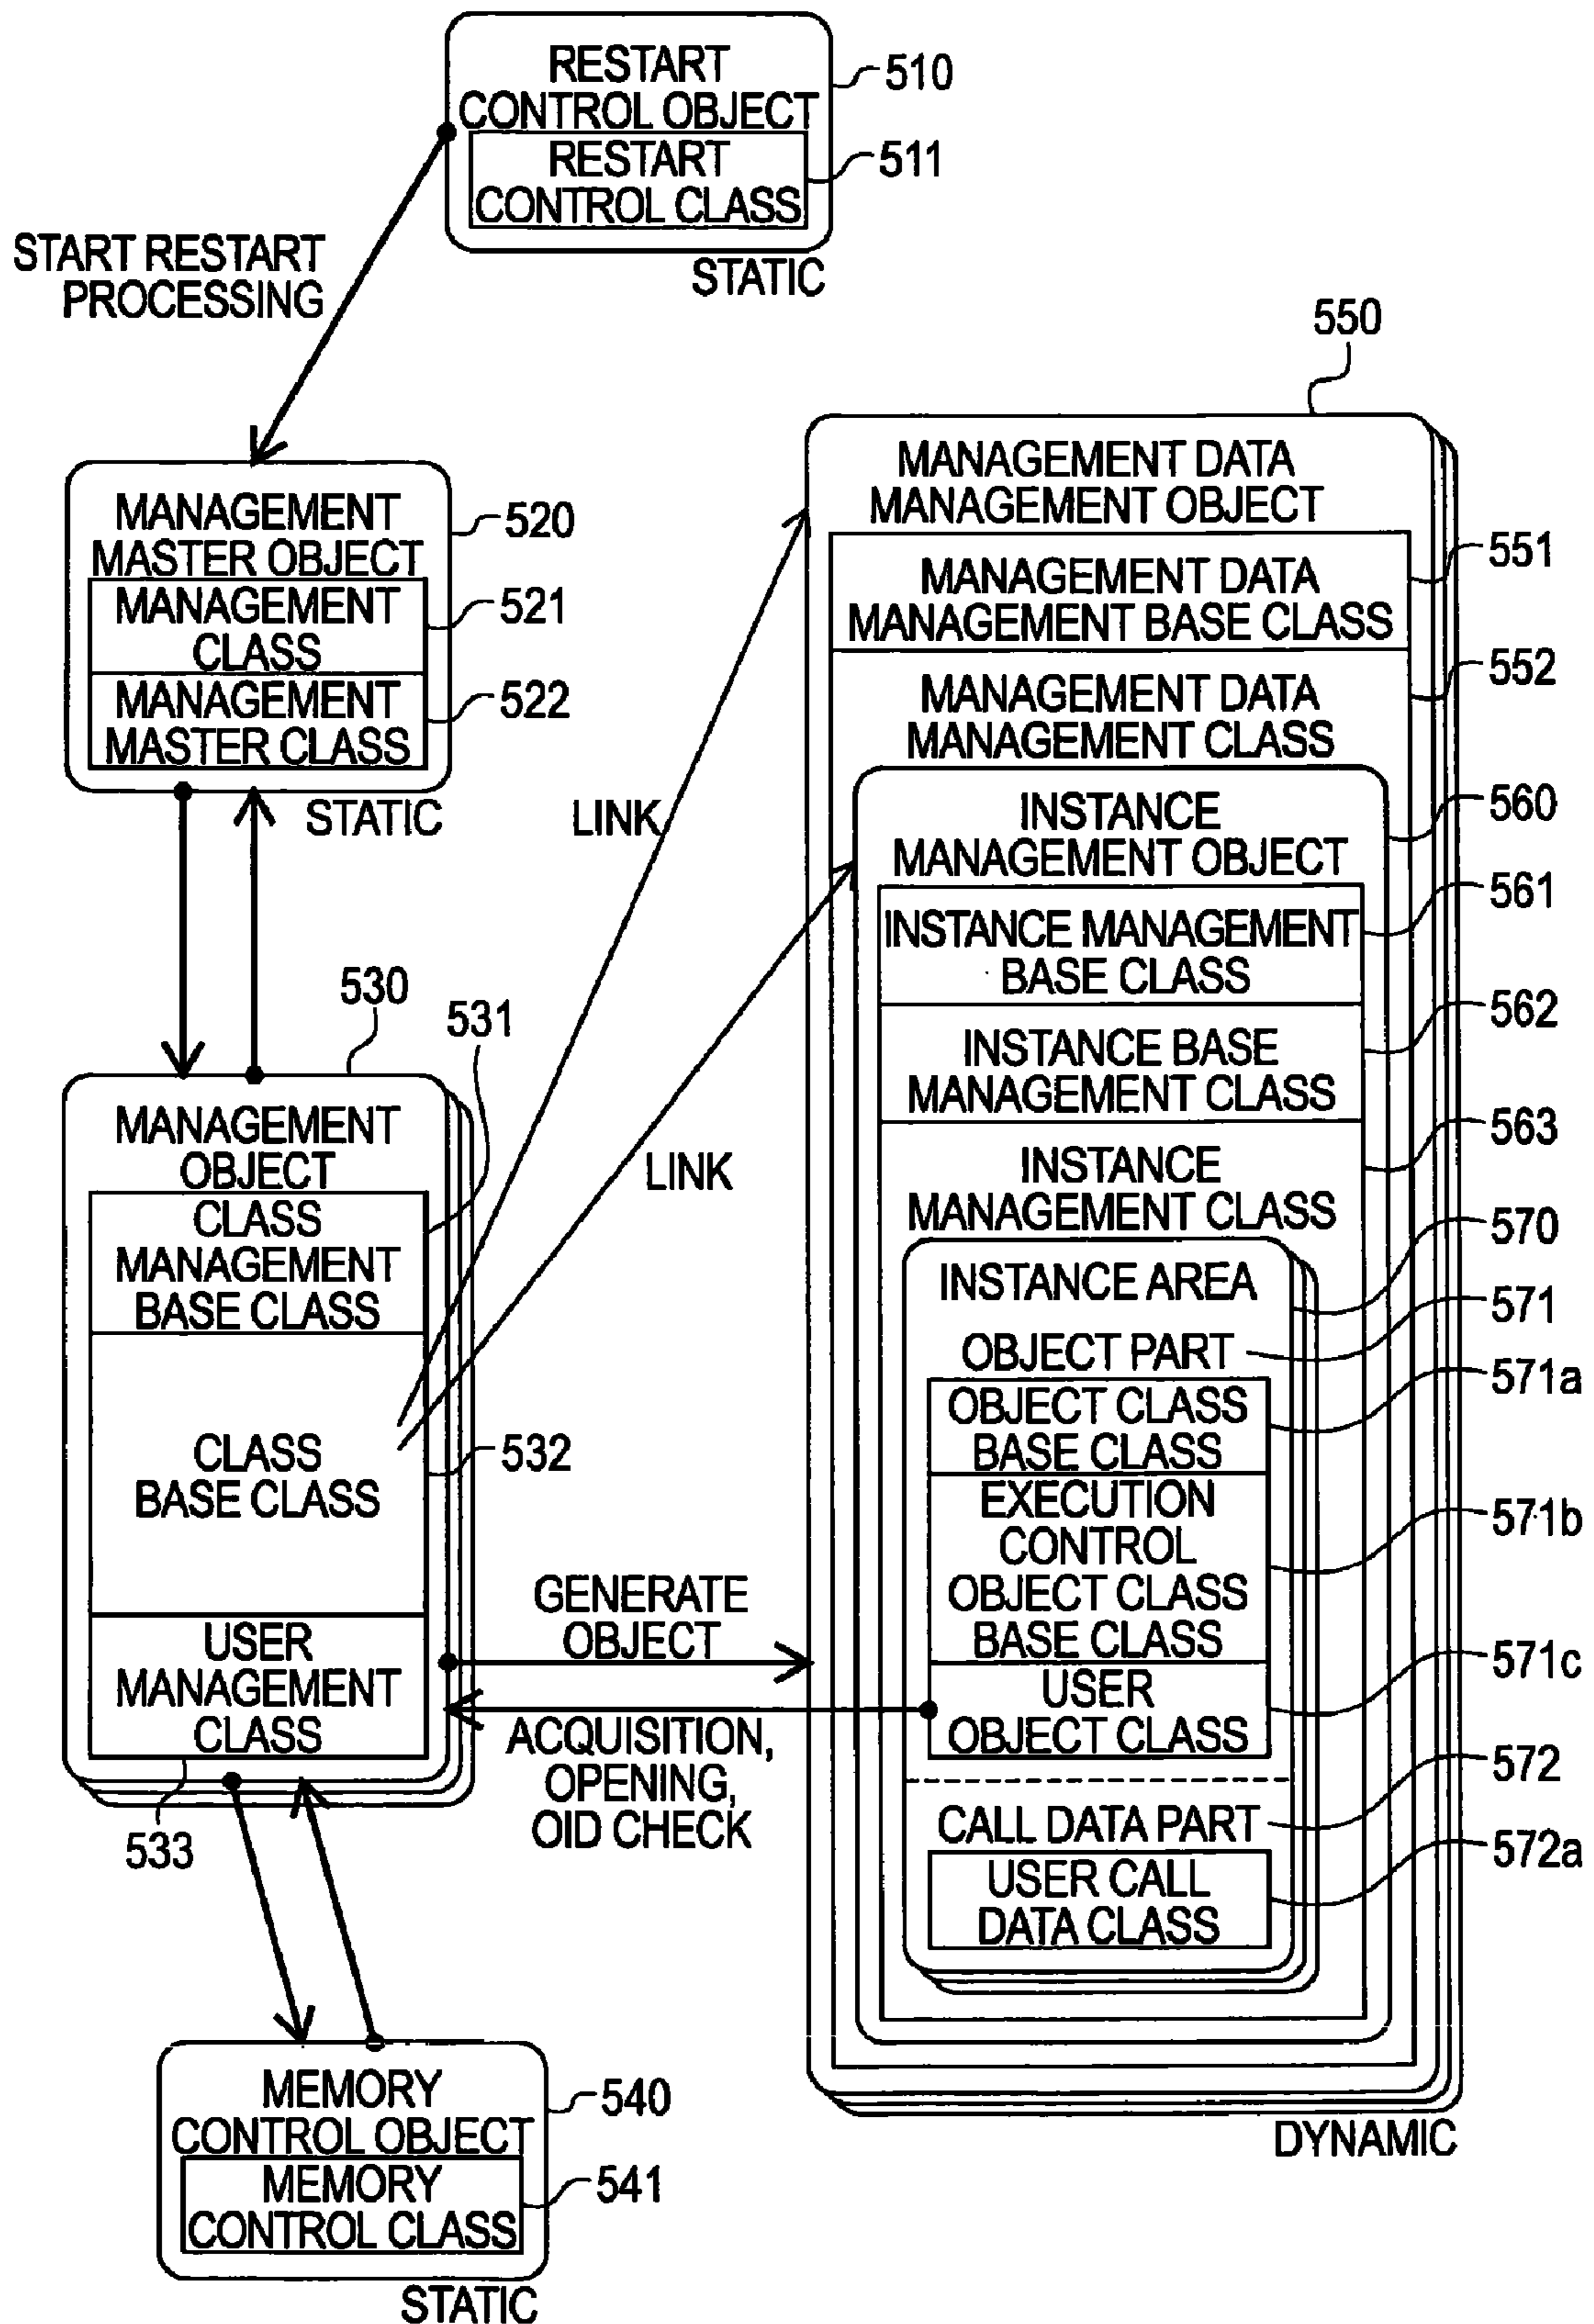 RESTART
CONTROL OBJECT
510
RESTART
CONTROL CLASS
511
STATIC
START RESTART
PROCESSING
MANAGEMENT
MASTER OBJECT
520
MANAGEMENT
CLASS
521
MANAGEMENT
MASTER CLASS
522
STATIC
530
MANAGEMENT
OBJECT
531
CLASS
MANAGEMENT
BASE CLASS
CLASS
BASE CLASS
532
USER
MANAGEMENT
CLASS
533
LINK
LINK
GENERATE
OBJECT
ACQUISITION,
OPENING,
OID CHECK
MEMORY
CONTROL OBJECT
540
MEMORY
CONTROL CLASS
541
STATIC
550
MANAGEMENT DATA
MANAGEMENT OBJECT
551
MANAGEMENT DATA
MANAGEMENT BASE CLASS
552
MANAGEMENT DATA
MANAGEMENT CLASS
560
INSTANCE
MANAGEMENT OBJECT
561
INSTANCE MANAGEMENT
BASE CLASS
562
INSTANCE BASE
MANAGEMENT CLASS
563
INSTANCE
MANAGEMENT CLASS
570
INSTANCE AREA
571
OBJECT PART
571a
OBJECT CLASS
BASE CLASS
571b
EXECUTION
CONTROL
OBJECT CLASS
BASE CLASS
571c
USER
OBJECT CLASS
572
CALL DATA PART
572a
USER CALL
DATA CLASS
DYNAMIC